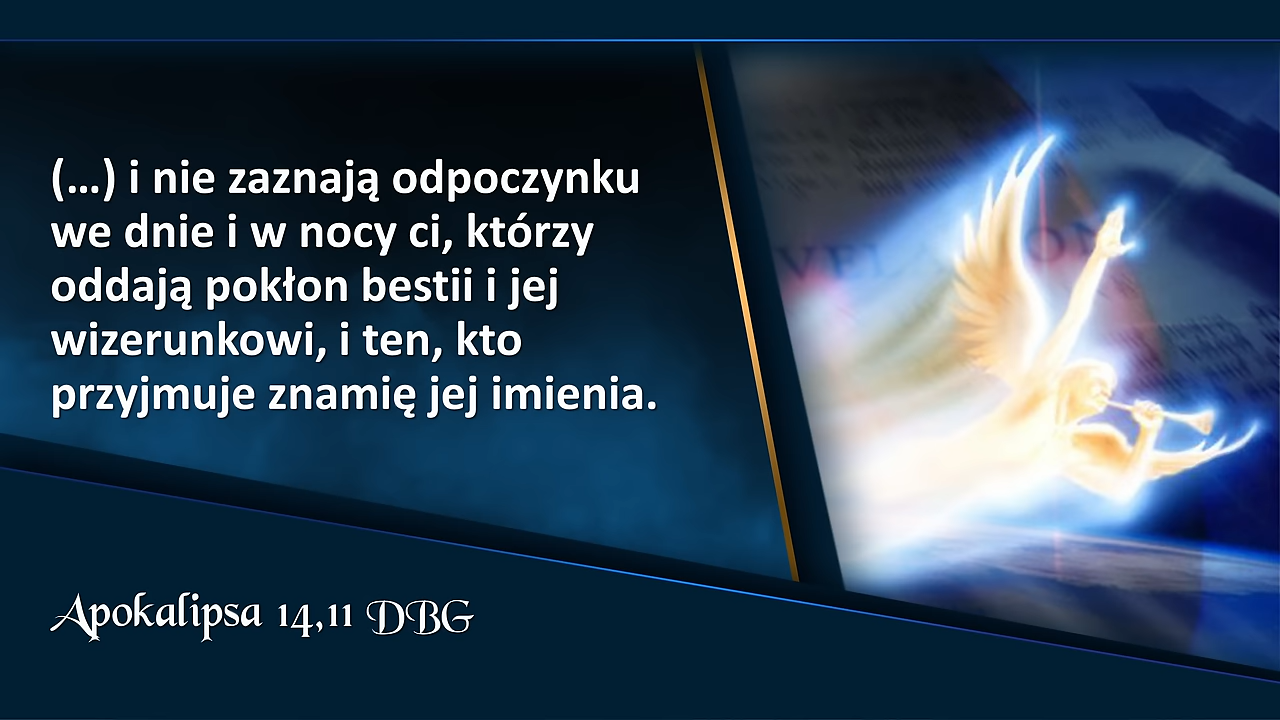 (...) i nie zaznają odpoczynku
we dnie i w nocy ci, którzy
oddają pokłon bestii i jej
wizerunkowi, i ten, kto
przyjmuje znamię jej imienia.
Apokalipsa 14,11 DBG